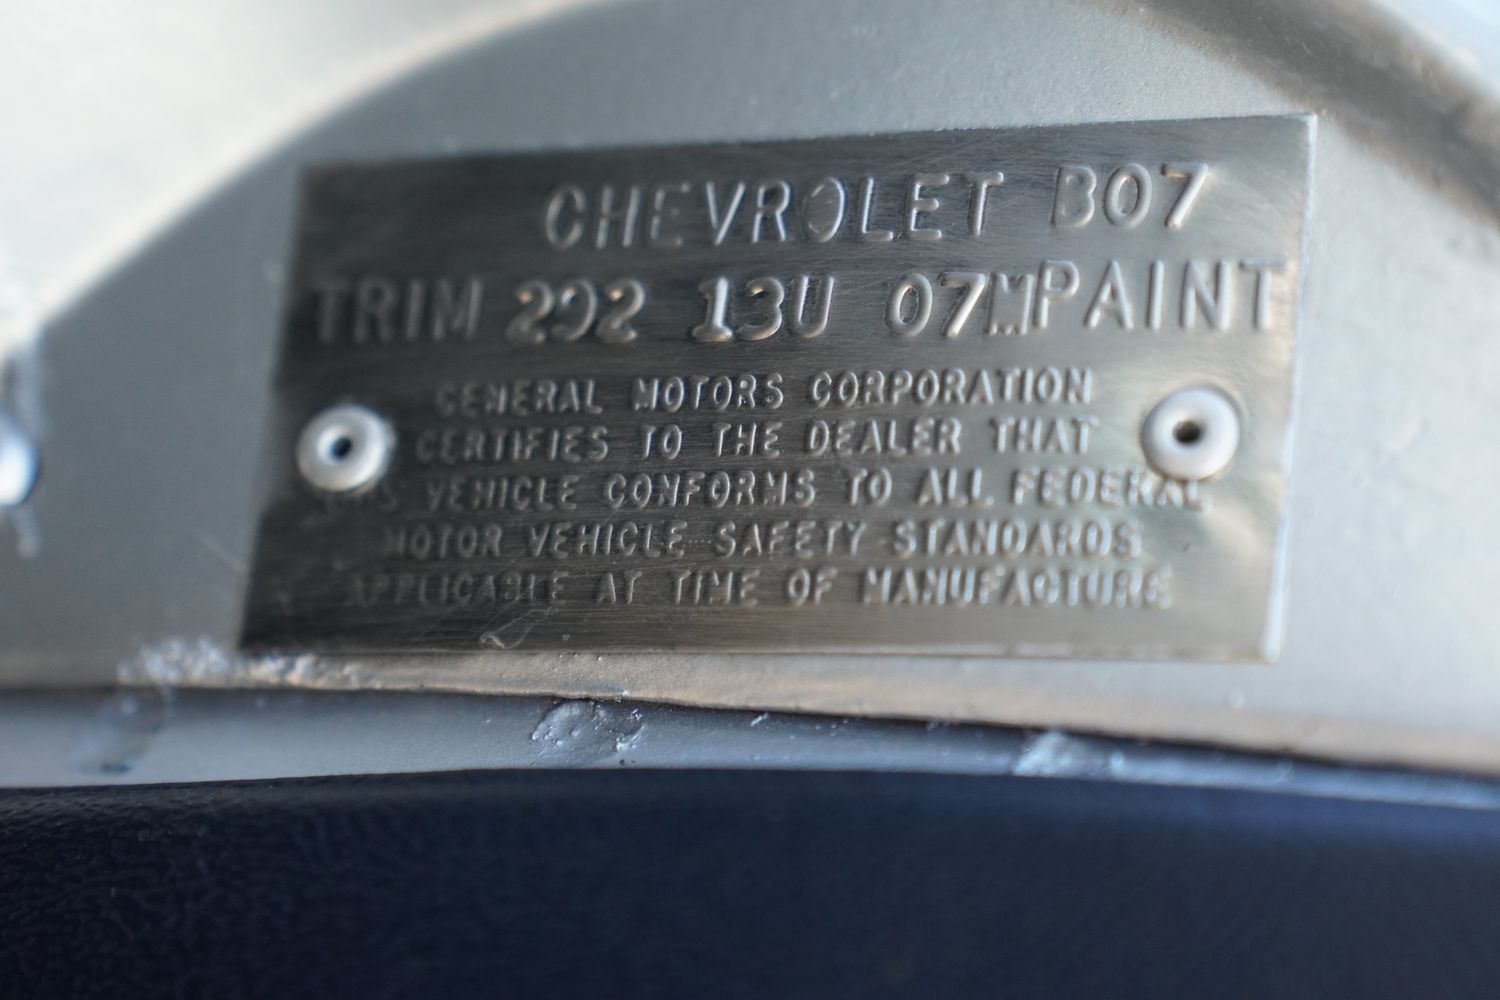 CHEVROLET B07
TRIM 292 13U 07M PAINT
GENERAL MOTORS CORPORATION
CERTIFIES TO THE DEALER THAT
VEHICLE CONFORMS TO ALL FEDERAL
MOTOR VEHICLE SAFETY STANDARDS
APPLICABLE AT TIME OF MANUFACTURE